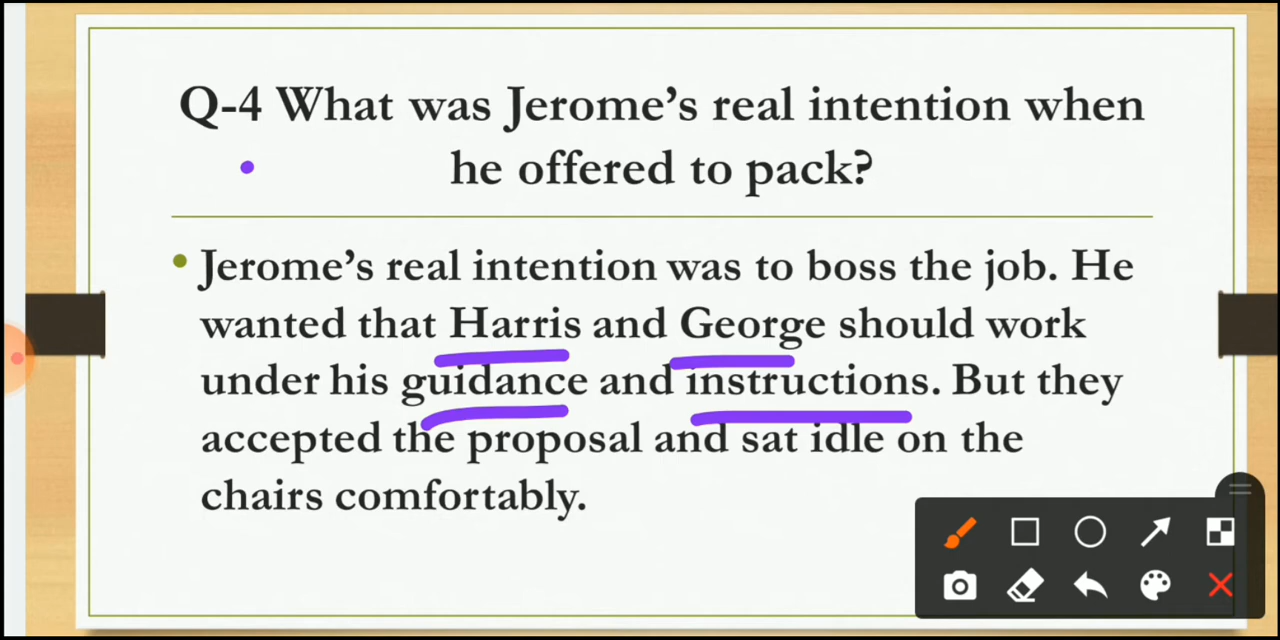 Q-4 What was Jerome's real intention when
he offered to pack?
• Jerome's real intention was to boss the job. He
wanted that Harris and George should work
under his guidance and instructions. But they
accepted the proposal and sat idle on the
chairs comfortably.